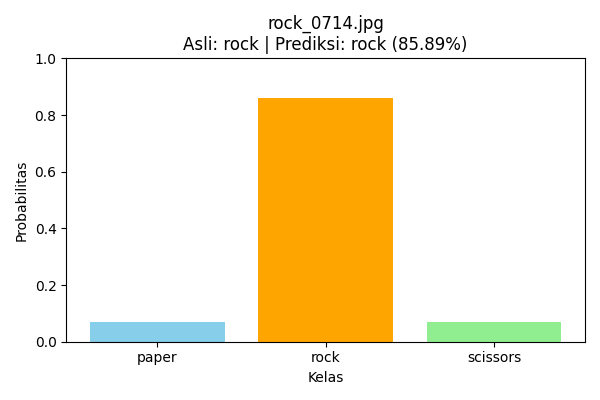 rock_0714.jpg
Asli: rock | Prediksi: rock (85.89%)
1.0
0.8
0.6
0.4
0.2
0.0
Probabilitas
paper rock scissors
Kelas